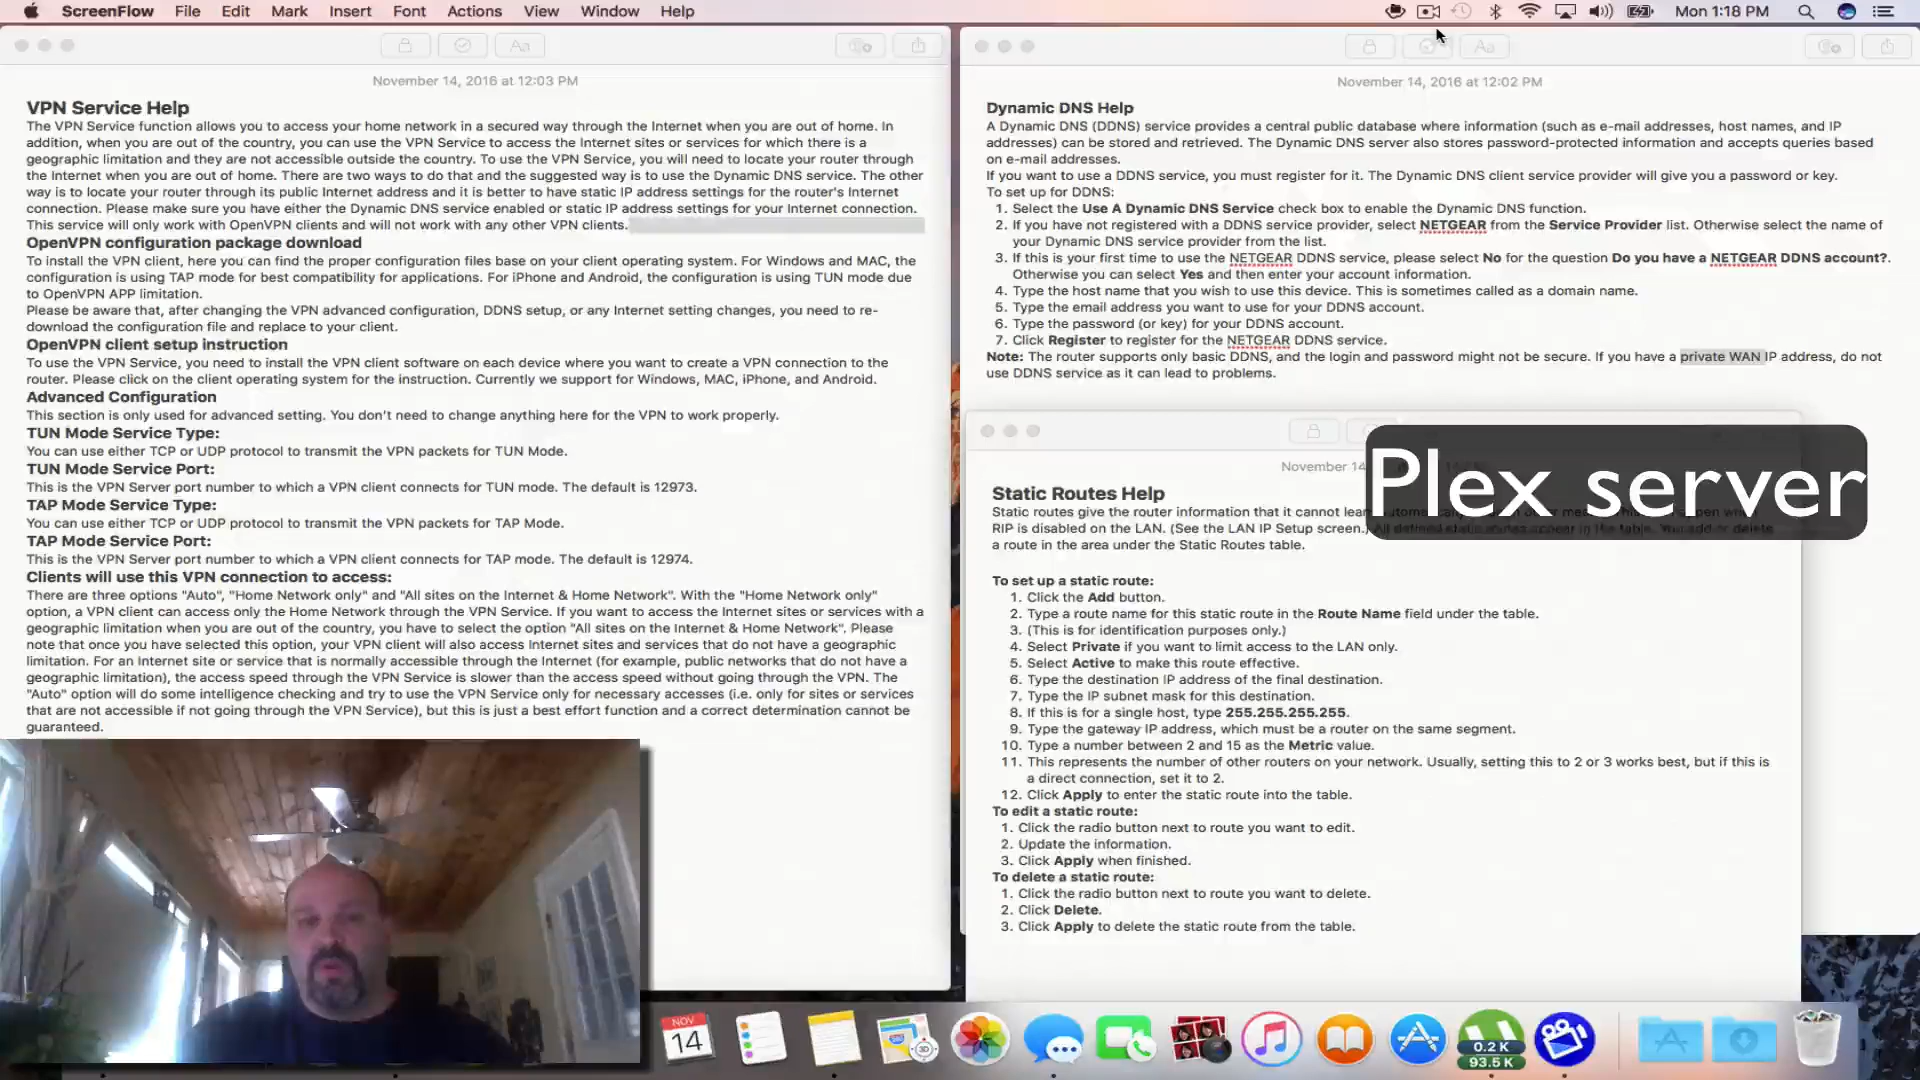 ScreenFlow File Edit Mark Insert Font Actions View Window Help Mon 1:18 PM
Aa
November 14, 2016 at 12:03 PM
VPN Service Help
The VPN Service function allows you to access your home network in a secured way through the Internet when you are out of home. In
addition, when you are out of the country, you can use the VPN Service to access the Internet sites or services for which there is a
geographic limitation and they are not accessible outside the country. To use the VPN Service, you will need to locate your router through
the Internet when you are out of home. There are two ways to do that and the suggested way is to use the Dynamic DNS service. The other
way is to locate your router through its public Internet address and it is better to have static IP address settings for the router's Internet
connection. Please make sure you have either the Dynamic DNS service enabled or static IP address settings for your Internet connection.
This service will only work with OpenVPN clients and will not work with any other VPN clients.
OpenVPN configuration package download
To install the VPN client, here you can find the proper configuration files base on your client operating system. For Windows and MAC, the
configuration is using TAP mode for best compatibility for applications. For iPhone and Android, the configuration is using TUN mode due
to OpenVPN APP limitation.
Please be aware that, after changing the VPN advanced configuration, DDNS setup, or any Internet setting changes, you need to re-
download the configuration file and replace to your client.
OpenVPN client setup instruction
To use the VPN Service, you need to install the VPN client software on each device where you want to create a VPN connection to the
router. Please click on the client operating system for the instruction. Currently we support for Windows, MAC, iPhone, and Android.
Advanced Configuration
This section is only used for advanced setting. You don't need to change anything here for the VPN to work properly.
TUN Mode Service Type:
You can use either TCP or UDP protocol to transmit the VPN packets for TUN Mode.
TUN Mode Service Port:
This is the VPN Server port number to which a VPN client connects for TUN mode. The default is 12973.
TAP Mode Service Type:
You can use either TCP or UDP protocol to transmit the VPN packets for TAP Mode.
TAP Mode Service Port:
This is the VPN Server port number to which a VPN client connects for TAP mode. The default is 12974.
Clients will use this VPN connection to access:
There are three options "Auto", "Home Network only" and "All sites on the Internet & Home Network". With the "Home Network only"
option, a VPN client can access only the Home Network through the VPN Service. If you want to access the Internet sites or services with a
geographic limitation when you are out of the country, you have to select the option "All sites on the Internet & Home Network". Please
note that once you have selected this option, your VPN client will also access Internet sites and services that do not have a geographic
limitation. For an Internet site or service that is normally accessible through the Internet (for example, public networks that do not have a
geographic limitation), the access speed through the VPN Service is slower than the access speed without going through the VPN. The
"Auto" option will do some intelligence checking and try to use the VPN Service only for necessary accesses (i.e. only for sites or services
that are not accessible if not going through the VPN Service), but this is just a best effort function and a correct determination cannot be
guaranteed.
Aa
November 14, 2016 at 12:02 PM
Dynamic DNS Help
A Dynamic DNS (DDNS) service provides a central public database where information (such as e-mail addresses, host names, and IP
addresses) can be stored and retrieved. The Dynamic DNS server also stores password-protected information and accepts queries based
on e-mail addresses.
If you want to use a DDNS service, you must register for it. The Dynamic DNS client service provider will give you a password or key.
To set up for DDNS:
1. Select the Use A Dynamic DNS Service check box to enable the Dynamic DNS function.
2. If you have not registered with a DDNS service provider, select NETGEAR from the Service Provider list. Otherwise select the name of
your Dynamic DNS service provider from the list.
3. If this is your first time to use the NETGEAR DDNS service, please select No for the question Do you have a NETGEAR DDNS account?.
Otherwise you can select Yes and then enter your account information.
4. Type the host name that you wish to use this device. This is sometimes called as a domain name.
5. Type the email address you want to use for your DDNS account.
6. Type the password (or key) for your DDNS account.
7. Click Register to register for the NETGEAR DDNS service.
Note: The router supports only basic DDNS, and the login and password might not be secure. If you have a private WAN IP address, do not
use DDNS service as it can lead to problems.
November 14
Plex server
Static Routes Help
Static routes give the router information that it cannot learn automatically
RIP is disabled on the LAN. (See the LAN IP Setup screen.) All defined static routes appear in the table. You add or delete
a route in the area under the Static Routes table.
To set up a static route:
1. Click the Add button.
2. Type a route name for this static route in the Route Name field under the table.
3. (This is for identification purposes only.)
4. Select Private if you want to limit access to the LAN only.
5. Select Active to make this route effective.
6. Type the destination IP address of the final destination.
7. Type the IP subnet mask for this destination.
8. If this is for a single host, type 255.255.255.255.
9. Type the gateway IP address, which must be a router on the same segment.
10. Type a number between 2 and 15 as the Metric value.
11. This represents the number of other routers on your network. Usually, setting this to 2 or 3 works best, but if this is
a direct connection, set it to 2.
12. Click Apply to enter the static route into the table.
To edit a static route:
1. Click the radio button next to route you want to edit.
2. Update the information.
3. Click Apply when finished.
To delete a static route:
1. Click the radio button next to route you want to delete.
2. Click Delete.
3. Click Apply to delete the static route from the table.
NOV
14
3D
0.2 K
93.5 K